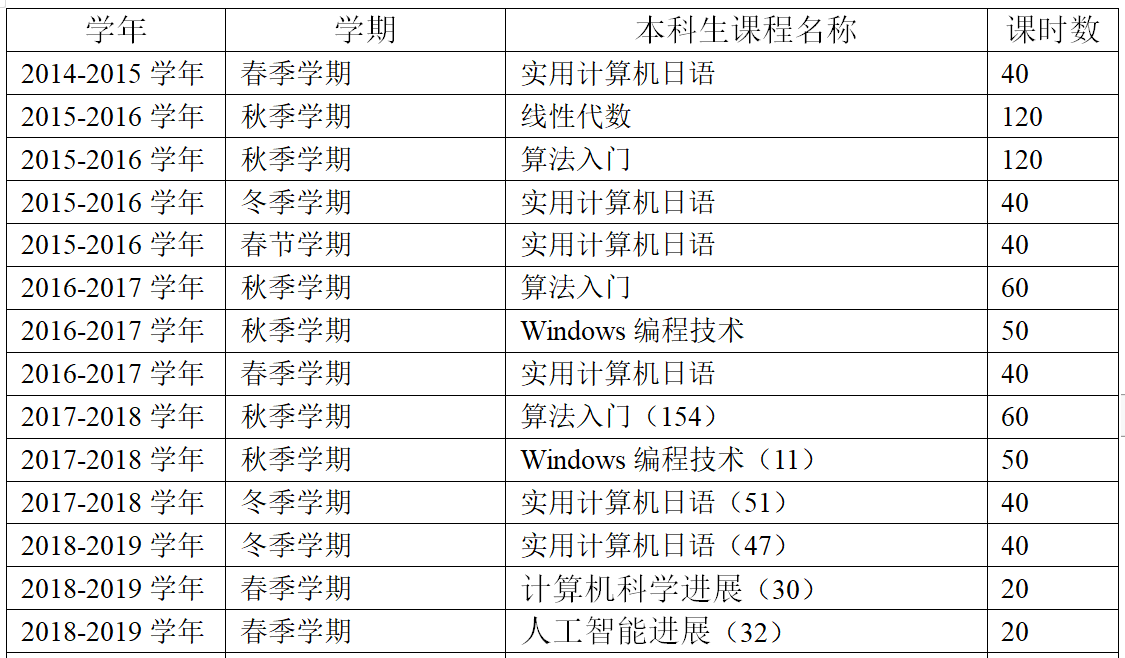 学年 学期 本科生课程名称 课时数
2014-2015 学年 春季学期 实用计算机日语 40
2015-2016 学年 秋季学期 线性代数 120
2015-2016 学年 秋季学期 算法入门 120
2015-2016 学年 冬季学期 实用计算机日语 40
2015-2016 学年 春节学期 实用计算机日语 40
2016-2017 学年 秋季学期 算法入门 60
2016-2017 学年 秋季学期 Windows 编程技术 50
2016-2017 学年 春季学期 实用计算机日语 40
2017-2018 学年 秋季学期 算法入门（154） 60
2017-2018 学年 秋季学期 Windows 编程技术（11） 50
2017-2018 学年 冬季学期 实用计算机日语（51） 40
2018-2019 学年 冬季学期 实用计算机日语（47） 40
2018-2019 学年 春季学期 计算机科学进展（30） 20
2018-2019 学年 春季学期 人工智能进展（32） 20